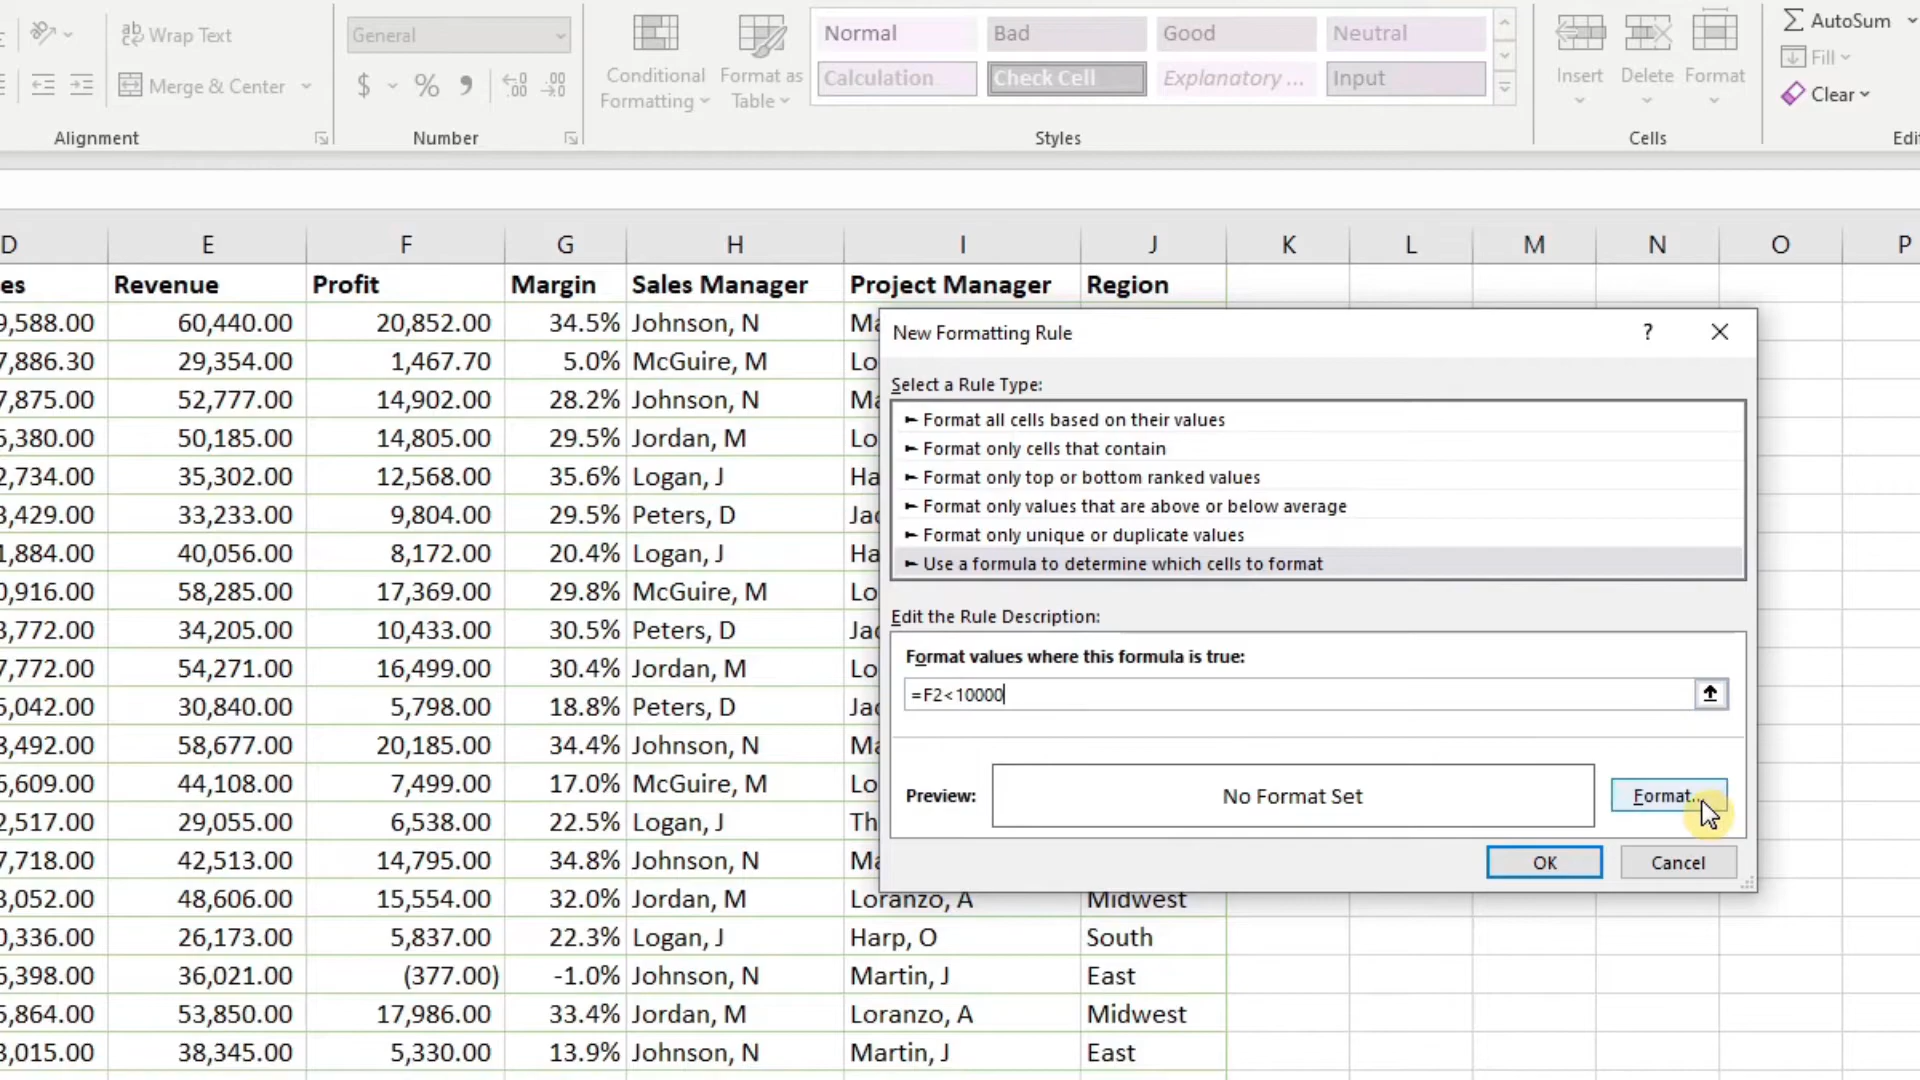 Wrap Text
General
Merge & Center
$ % ,
Conditional Formatting
Format as Table
Normal
Bad
Good
Neutral
Calculation
Check Cell
Explanatory ...
Input
Insert
Delete
Format
AutoSum
Fill
Clear
Alignment
Number
Styles
Cells
D E F G H I J K L M N O P
es Revenue Profit Margin Sales Manager Project Manager Region
9,588.00 60,440.00 20,852.00 34.5% Johnson, N
7,886.30 29,354.00 1,467.70 5.0% McGuire, M
7,875.00 52,777.00 14,902.00 28.2% Johnson, N
5,380.00 50,185.00 14,805.00 29.5% Jordan, M
2,734.00 35,302.00 12,568.00 35.6% Logan, J
3,429.00 33,233.00 9,804.00 29.5% Peters, D
1,884.00 40,056.00 8,172.00 20.4% Logan, J
0,916.00 58,285.00 17,369.00 29.8% McGuire, M
3,772.00 34,205.00 10,433.00 30.5% Peters, D
7,772.00 54,271.00 16,499.00 30.4% Jordan, M
5,042.00 30,840.00 5,798.00 18.8% Peters, D
8,492.00 58,677.00 20,185.00 34.4% Johnson, N
6,609.00 44,108.00 7,499.00 17.0% McGuire, M
2,517.00 29,055.00 6,538.00 22.5% Logan, J
7,718.00 42,513.00 14,795.00 34.8% Johnson, N
3,052.00 48,606.00 15,554.00 32.0% Jordan, M Loranzo, A Midwest
0,336.00 26,173.00 5,837.00 22.3% Logan, J Harp, O South
6,398.00 36,021.00 (377.00) -1.0% Johnson, N Martin, J East
5,864.00 53,850.00 17,986.00 33.4% Jordan, M Loranzo, A Midwest
3,015.00 38,345.00 5,330.00 13.9% Johnson, N Martin, J East
New Formatting Rule
Select a Rule Type:
► Format all cells based on their values
► Format only cells that contain
► Format only top or bottom ranked values
► Format only values that are above or below average
► Format only unique or duplicate values
► Use a formula to determine which cells to format
Edit the Rule Description:
Format values where this formula is true:
=F2<10000
Preview:
No Format Set
Format...
OK
Cancel